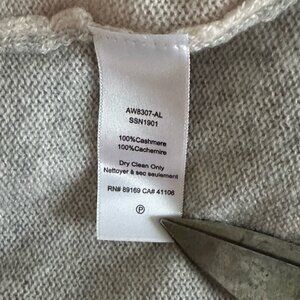 AW8307-AL
SSN1901
100%Cashmere
100%Cachemire
Dry Clean Only
Nettoyer à sec seulement
RN# 89169 CA# 41106
P